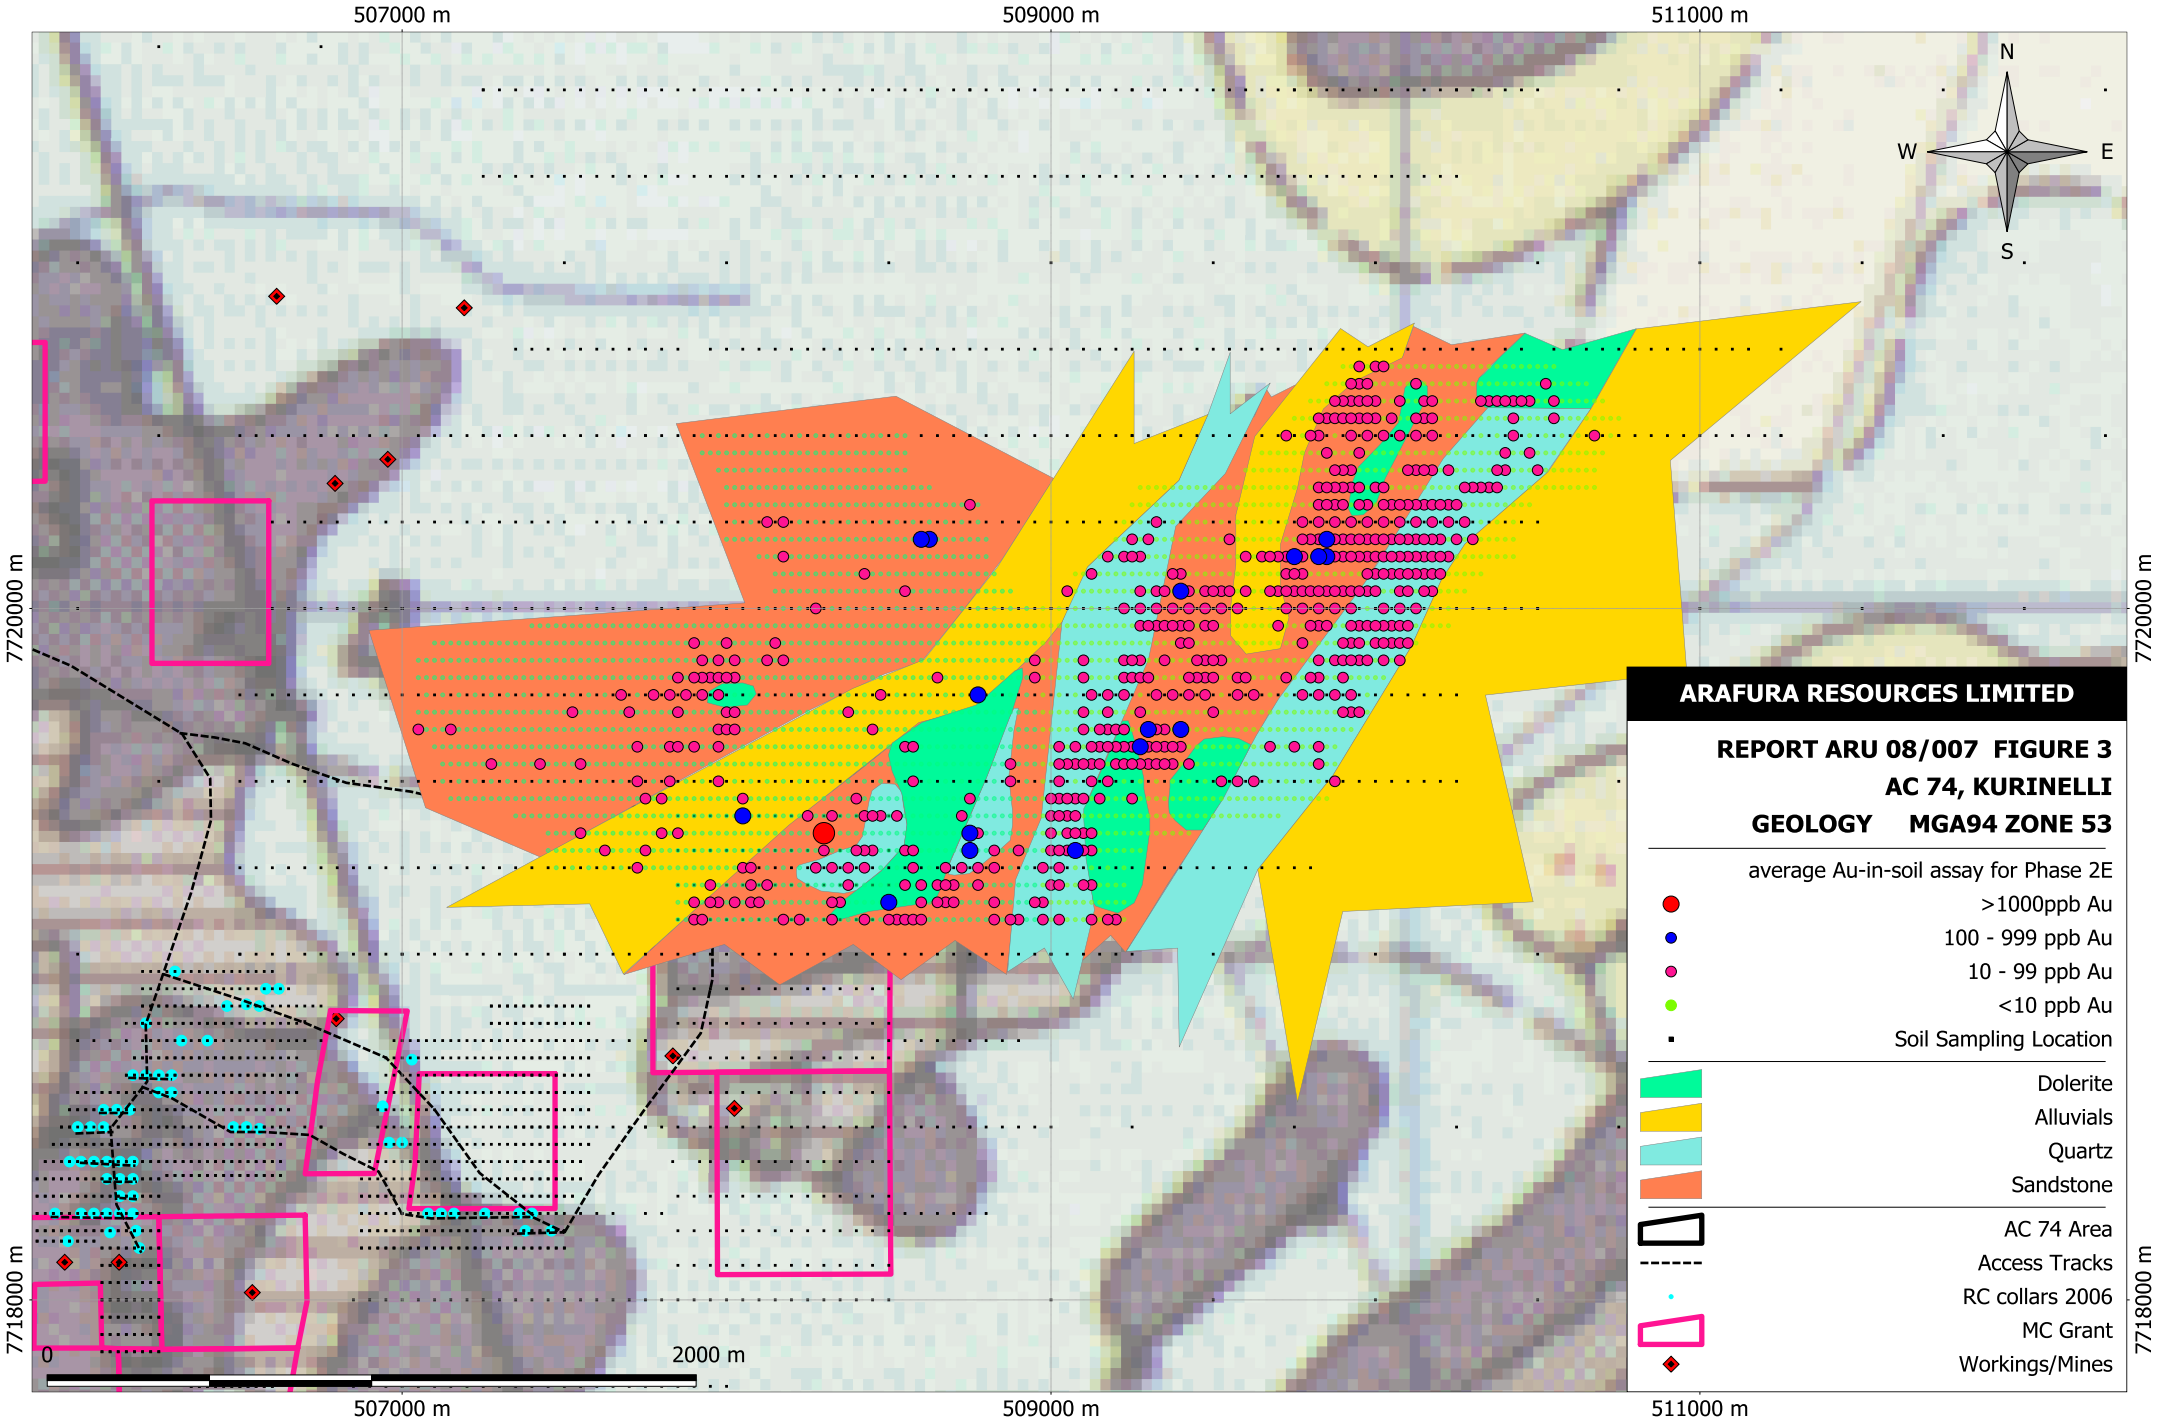 507000 m
509000 m
511000 m
N
W
E
S
7720000 m
7720000 m
ARAFURA RESOURCES LIMITED
REPORT ARU 08/007 FIGURE 3
AC 74, KURINELLI
GEOLOGY MGA94 ZONE 53
average Au-in-soil assay for Phase 2E
>1000ppb Au
100 - 999 ppb Au
10 - 99 ppb Au
<10 ppb Au
Soil Sampling Location
Dolerite
Alluvials
Quartz
Sandstone
AC 74 Area
Access Tracks
RC collars 2006
MC Grant
Workings/Mines
7718000 m
7718000 m
0
2000 m
507000 m
509000 m
511000 m